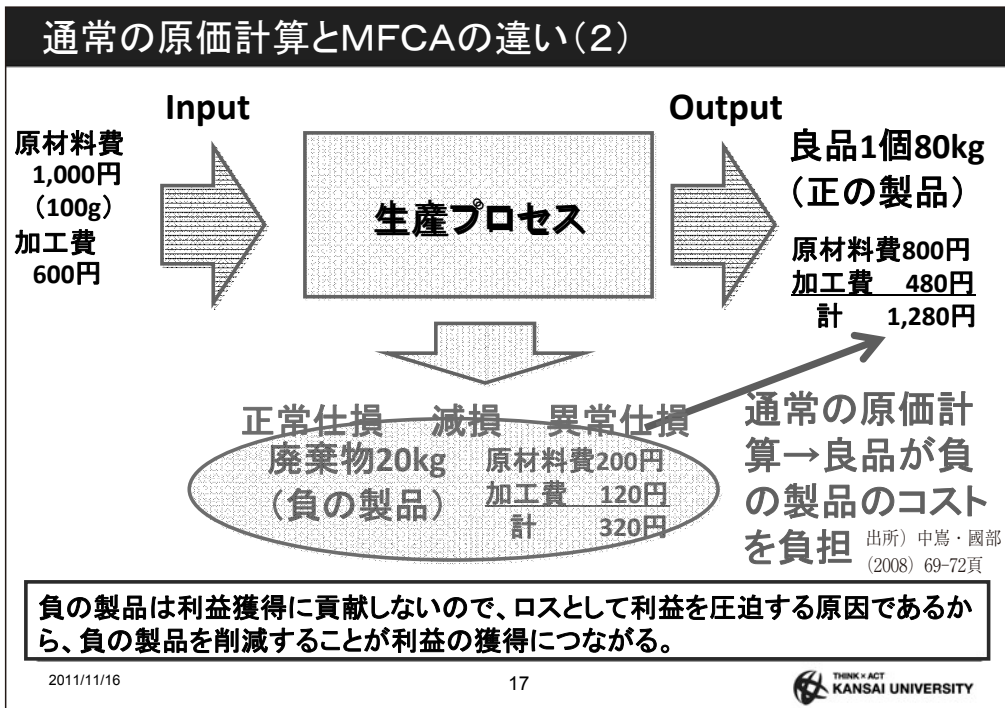 通常の原価計算とMFCAの違い(2)
Input
Output
原材料費
1,000円
(100g)
加工費
600円
生産プロセス
良品1個80kg
(正の製品)
原材料費800円
加工費 480円
計 1,280円
正常仕損 減損 異常仕損
廃棄物20kg
(負の製品)
原材料費200円
加工費 120円
計 320円
通常の原価計
算→良品が負
の製品のコスト
を負担
出所）中嶌・國部
(2008) 69-72頁
負の製品は利益獲得に貢献しないので、ロスとして利益を圧迫する原因であるか
ら、負の製品を削減することが利益の獲得につながる。
2011/11/16
17
THINK × ACT
KANSAI UNIVERSITY